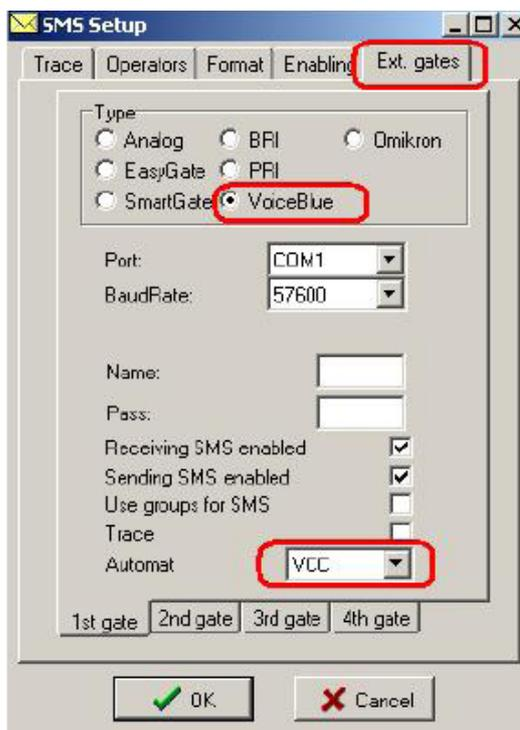 SMS Setup
Trace Operators Format Enabling Ext. gates
Type
Analog BRI Omikron
EasyGate PRI
SmartGate VoiceBlue
Port: COM1
BaudRate: 57600
Name:
Pass:
Receiving SMS enabled
Sending SMS enabled
Use groups for SMS
Trace
Automat VCC
1st gate 2nd gate 3rd gate 4th gate
OK Cancel